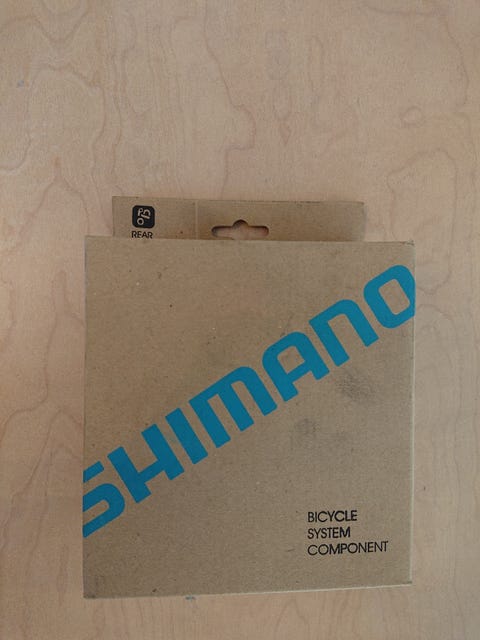 REAR
SHIMANO
BICYCLE
SYSTEM
COMPONENT